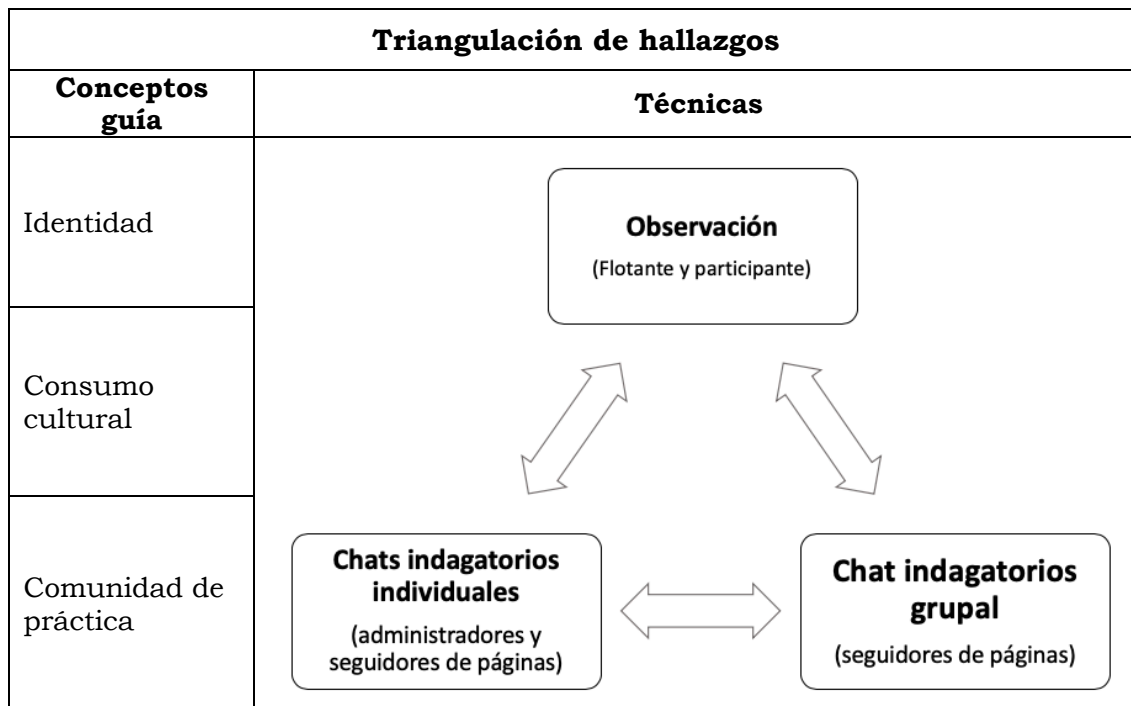 Triangulación de hallazgos
Conceptos
guía
Técnicas
Identidad
Observación
(Flotante y participante)
Consumo
cultural
Comunidad de
práctica
Chats indagatorios
individuales
(administradores y
seguidores de páginas)
Chat indagatorios
grupal
(seguidores de páginas)